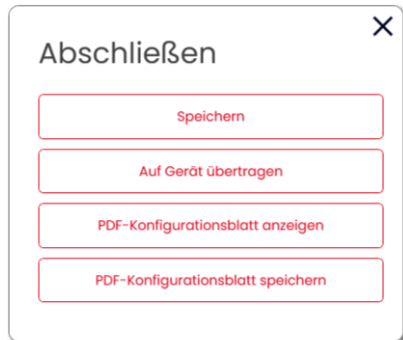 Abschließen
Speichern
Auf Gerät übertragen
PDF-Konfigurationsblatt anzeigen
PDF-Konfigurationsblatt speichern